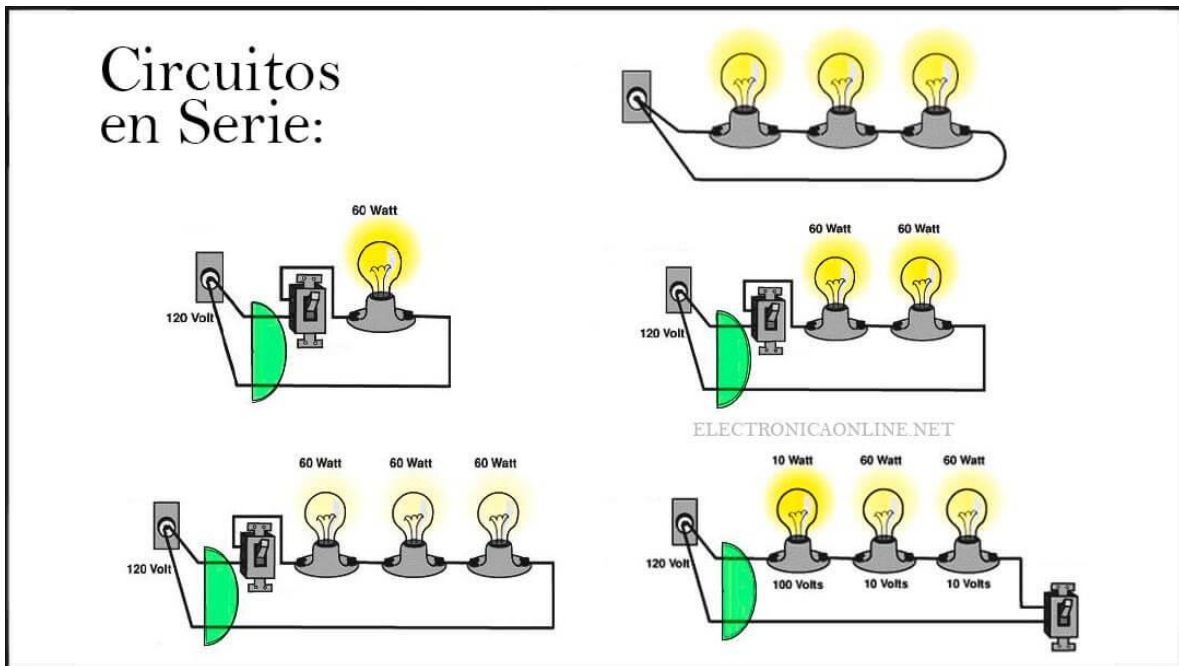 Circuitos
en Serie:
60 Watt
120 Volt
60 Watt 60 Watt
120 Volt
ELECTRONICAONLINE.NET
60 Watt 60 Watt 60 Watt
120 Volt
10 Watt 60 Watt 60 Watt
120 Volt
100 Volts 10 Volts 10 Volts